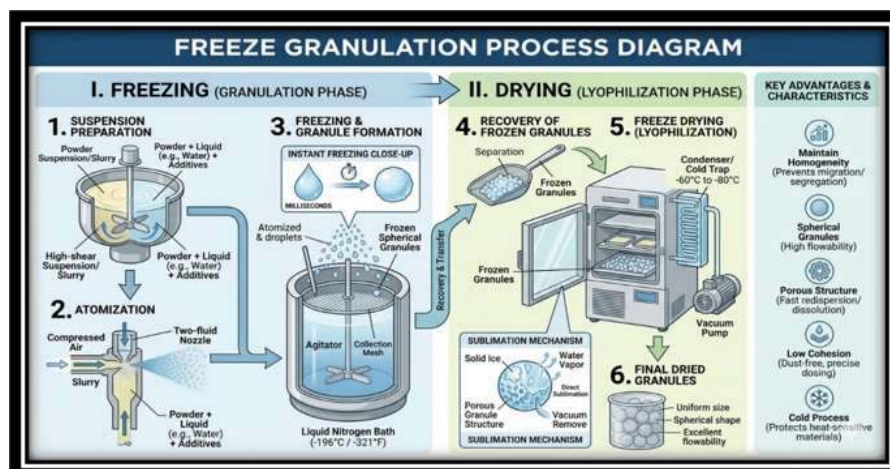 FREEZE GRANULATION PROCESS DIAGRAM
I. FREEZING (GRANULATION PHASE)
1. SUSPENSION
PREPARATION
Powder
Suspension/Slurry
Powder + Liquid
(e.g., Water) +
Additives
High-shear
Suspension/
Slurry
Powder + Liquid
(e.g., Water)
+ Additives
2. ATOMIZATION
Compressed
Air
Two-fluid
Nozzle
Slurry
Powder +
Liquid
(e.g., Water)
+ Additives
3. FREEZING &
GRANULE FORMATION
INSTANT FREEZING CLOSE-UP
MILLISECONDS
Atomized
& droplets
Frozen
Spherical
Granules
Agitator
Collection
Mesh
Liquid Nitrogen Bath
(-196°C / -321°F)
Recovery & Transfer
II. DRYING (LYOPHILIZATION PHASE)
4. RECOVERY OF
FROZEN GRANULES
Separation
Frozen
Granules
5. FREEZE DRYING
(LYOPHILIZATION)
Condenser/
Cold Trap
-60°C to -80°C
Frozen
Granules
Vacuum
Pump
SUBLIMATION MECHANISM
Solid Ice
Water
Vapor
Direct
Sublimation
Porous
Granule
Structure
Vacuum
Remove
SUBLIMATION MECHANISM
6. FINAL DRIED
GRANULES
Uniform size
Spherical shape
Excellent
flowability
KEY ADVANTAGES &
CHARACTERISTICS
Maintain
Homogeneity
(Prevents migration/
segregation)
Spherical
Granules
(High flowability)
Porous Structure
(Fast redispersion/
dissolution)
Low Cohesion
(Dust-free, precise
dosing)
Cold Process
(Protects heat-sensitive
materials)